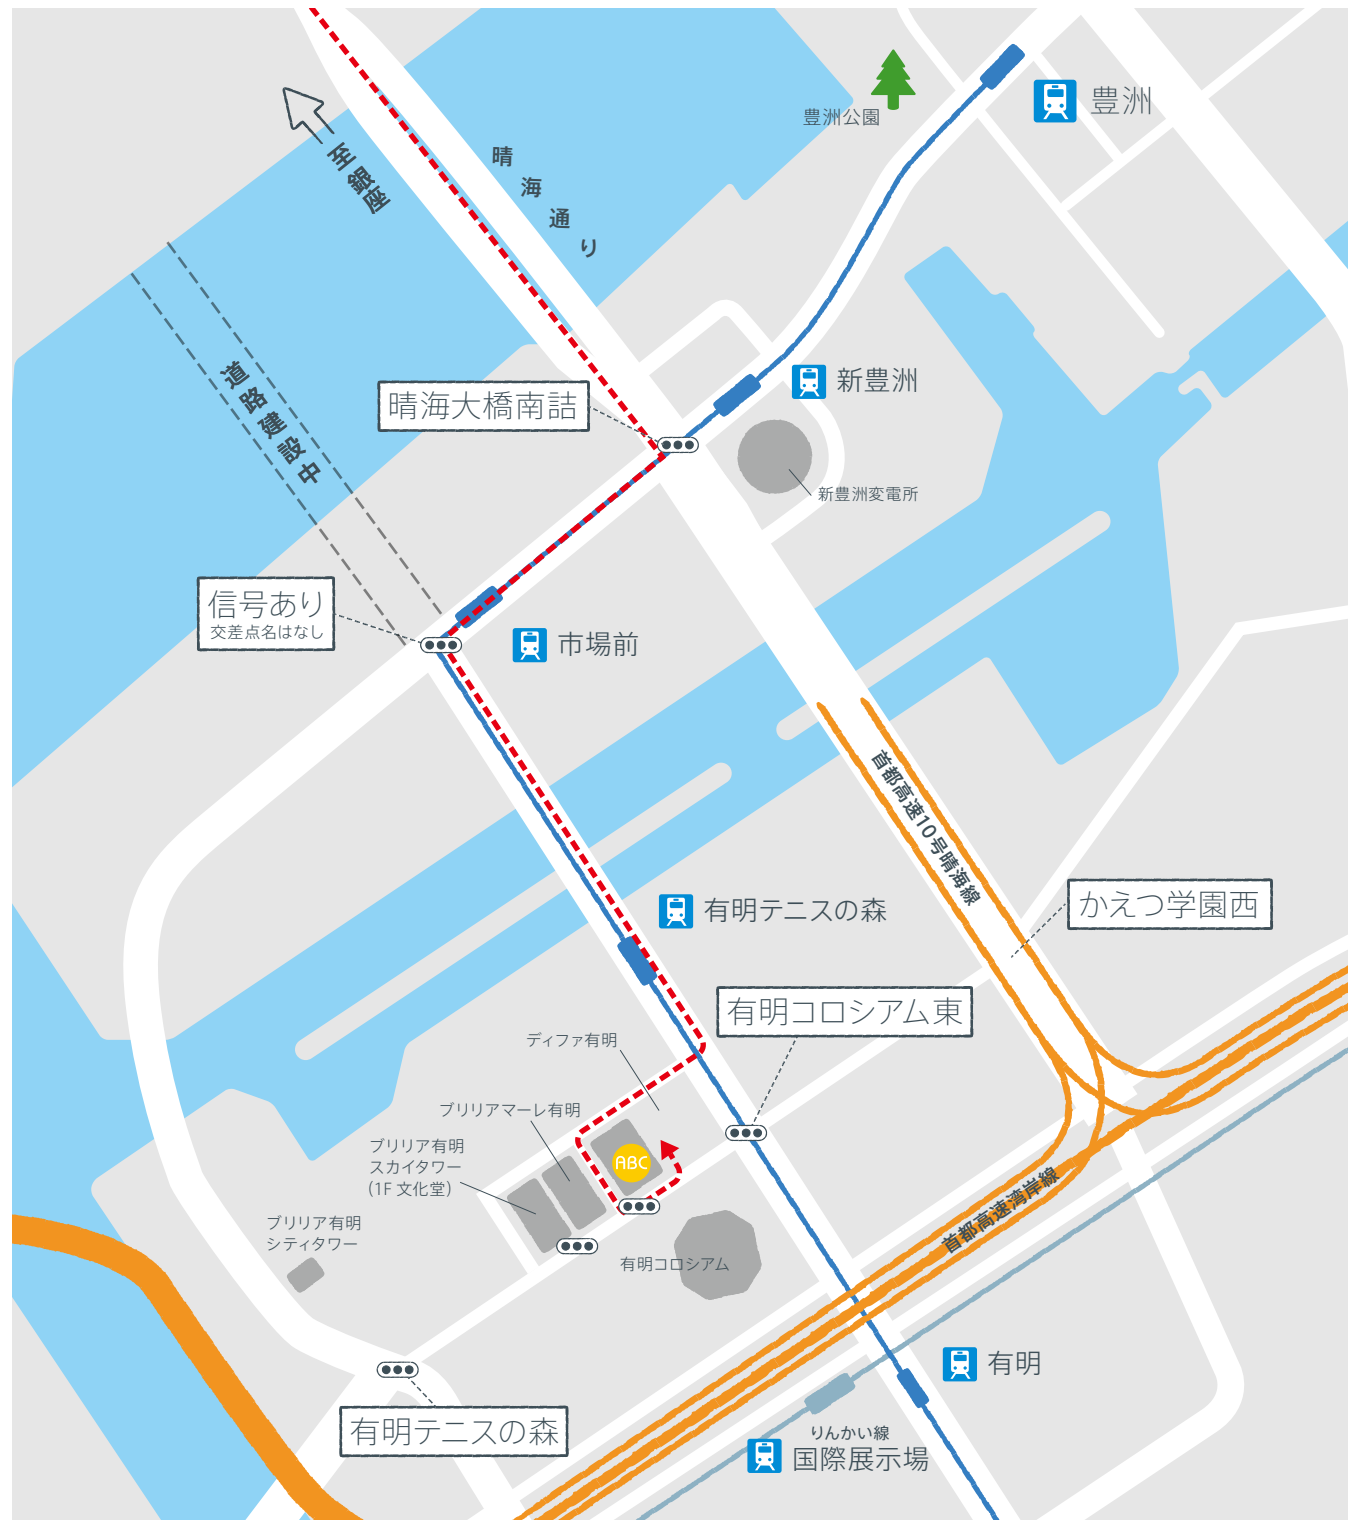 豊洲
豊洲公園
至銀座
晴海通り
道路建設中
新豊洲
晴海大橋南詰
新豊洲変電所
信号あり
交差点名はなし
市場前
首都高速10号晴海線
有明テニスの森
かえつ学園西
有明コロシアム東
ディファ有明
ブリリアマーレ有明
ブリリア有明
スカイタワー
(1F 文化堂)
ABC
ブリリア有明
シティタワー
有明コロシアム
首都高速湾岸線
有明
有明テニスの森
りんかい線
国際展示場